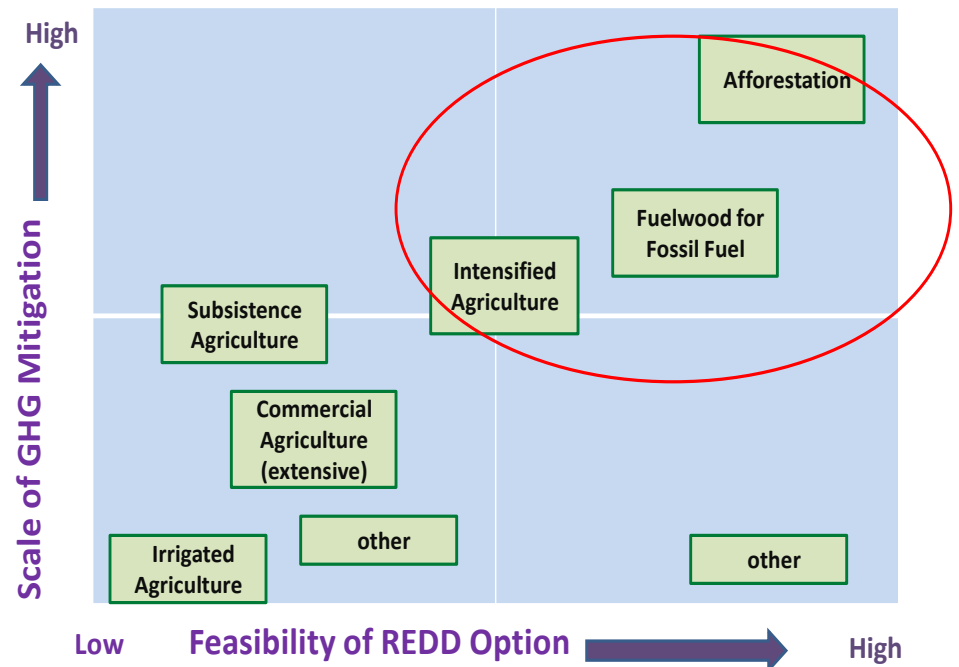 High
Afforestation
Fuelwood for
Fossil Fuel
Intensified
Agriculture
Subsistence
Agriculture
Commercial
Agriculture
(extensive)
other
Irrigated
Agriculture
other
Scale of GHG Mitigation
Low
Feasibility of REDD Option
High